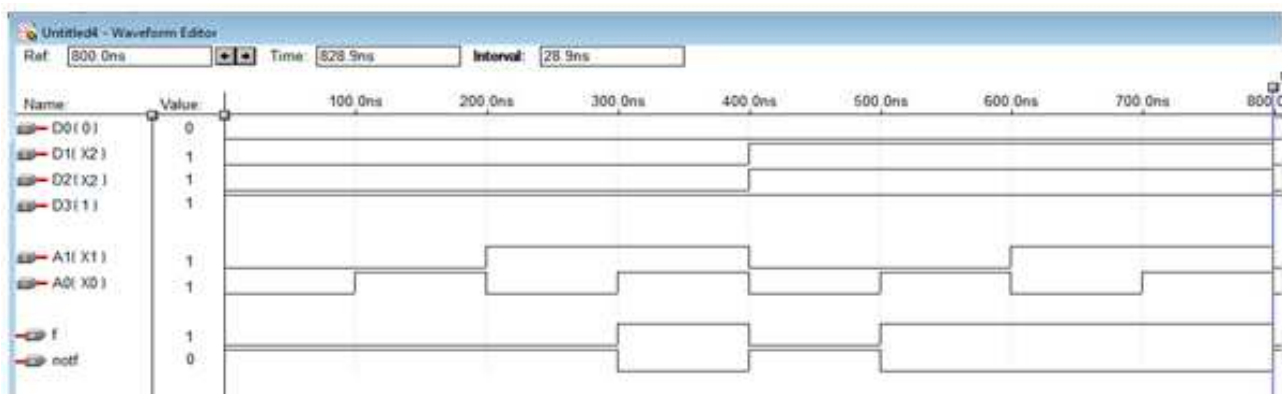 Untitled4 - Waveform Editor
Ref: 800.0ns Time: 828.9ns Interval: 28.9ns
Name: Value: 100.0ns 200.0ns 300.0ns 400.0ns 500.0ns 600.0ns 700.0ns
D0( 0 ) 0
D1( X2 ) 1
D2( X2 ) 1
D3( 1 ) 1
A1( X1 ) 1
A0( X0 ) 1
f 1
notf 0